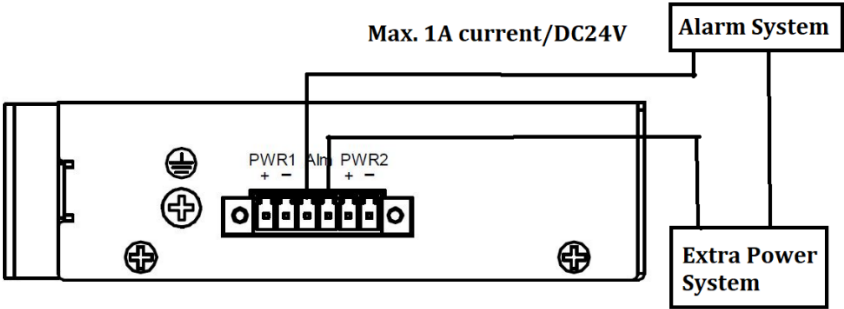 Max. 1A current/DC24V
Alarm System
PWR1 Alm PWR2
+ − + −
Extra Power
System